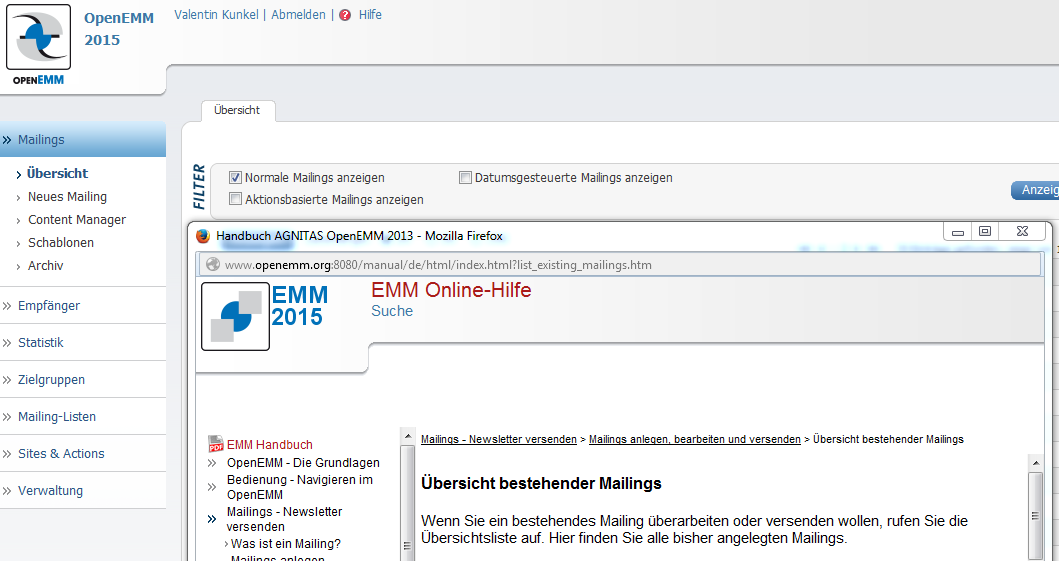 OpenEMM
2015
OPENEMM
Valentin Kunkel | Abmelden | ? Hilfe
Übersicht
» Mailings
› Übersicht
› Neues Mailing
› Content Manager
› Schablonen
› Archiv
» Empfänger
» Statistik
» Zielgruppen
» Mailing-Listen
» Sites & Actions
» Verwaltung
FILTER
Normale Mailings anzeigen
Datumsgesteuerte Mailings anzeigen
Aktionsbasierte Mailings anzeigen
Anzeig
Handbuch AGNITAS OpenEMM 2013 - Mozilla Firefox
www.openemm.org:8080/manual/de/html/index.html?list_existing_mailings.htm
EMM
2015
EMM Online-Hilfe
Suche
PDF EMM Handbuch
» OpenEMM - Die Grundlagen
» Bedienung - Navigieren im
OpenEMM
» Mailings - Newsletter
versenden
› Was ist ein Mailing?
Mailings anlegen
Mailings - Newsletter versenden > Mailings anlegen, bearbeiten und versenden > Übersicht bestehender Mailings
Übersicht bestehender Mailings
Wenn Sie ein bestehendes Mailing überarbeiten oder versenden wollen, rufen Sie die
Übersichtsliste auf. Hier finden Sie alle bisher angelegten Mailings.